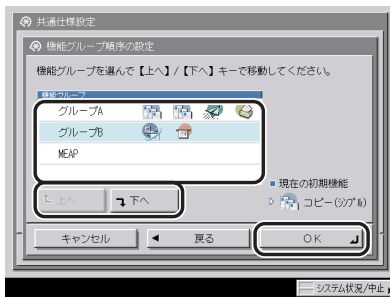 共通仕様設定
機能グループ順序の設定
機能グループを選んで【上へ】/【下へ】キーで移動してください。
機能グループ
グループA
グループB
MEAP
上へ
下へ
■ 現在の初期機能
コピー(シンプル)
キャンセル
戻る
OK
システム状況/中止